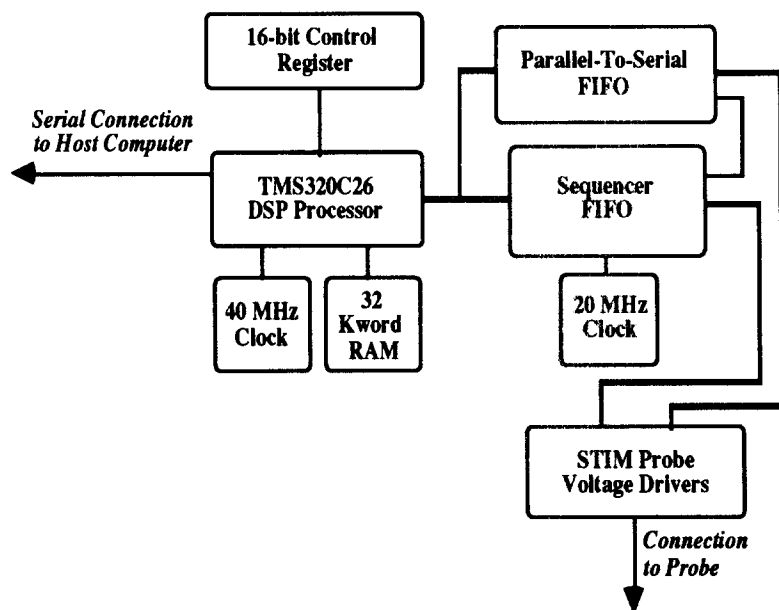 16-bit Control
Register
Parallel-To-Serial
FIFO
Serial Connection
to Host Computer
TMS320C26
DSP Processor
Sequencer
FIFO
40 MHz
Clock
32
Kword
RAM
20 MHz
Clock
STIM Probe
Voltage Drivers
Connection
to Probe